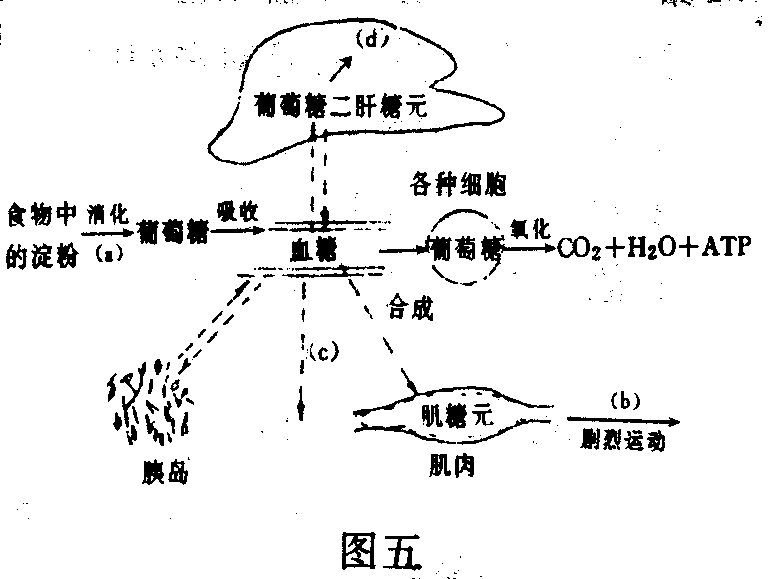 (d)
葡萄糖二肝糖元
各种细胞
食物中 消化 葡萄糖 吸收
的淀粉 (a)
血糖
葡萄糖 氧化 CO₂+H₂O+ATP
合成
(c)
肌糖元
(b)
剧烈运动
胰岛
肌肉
图五